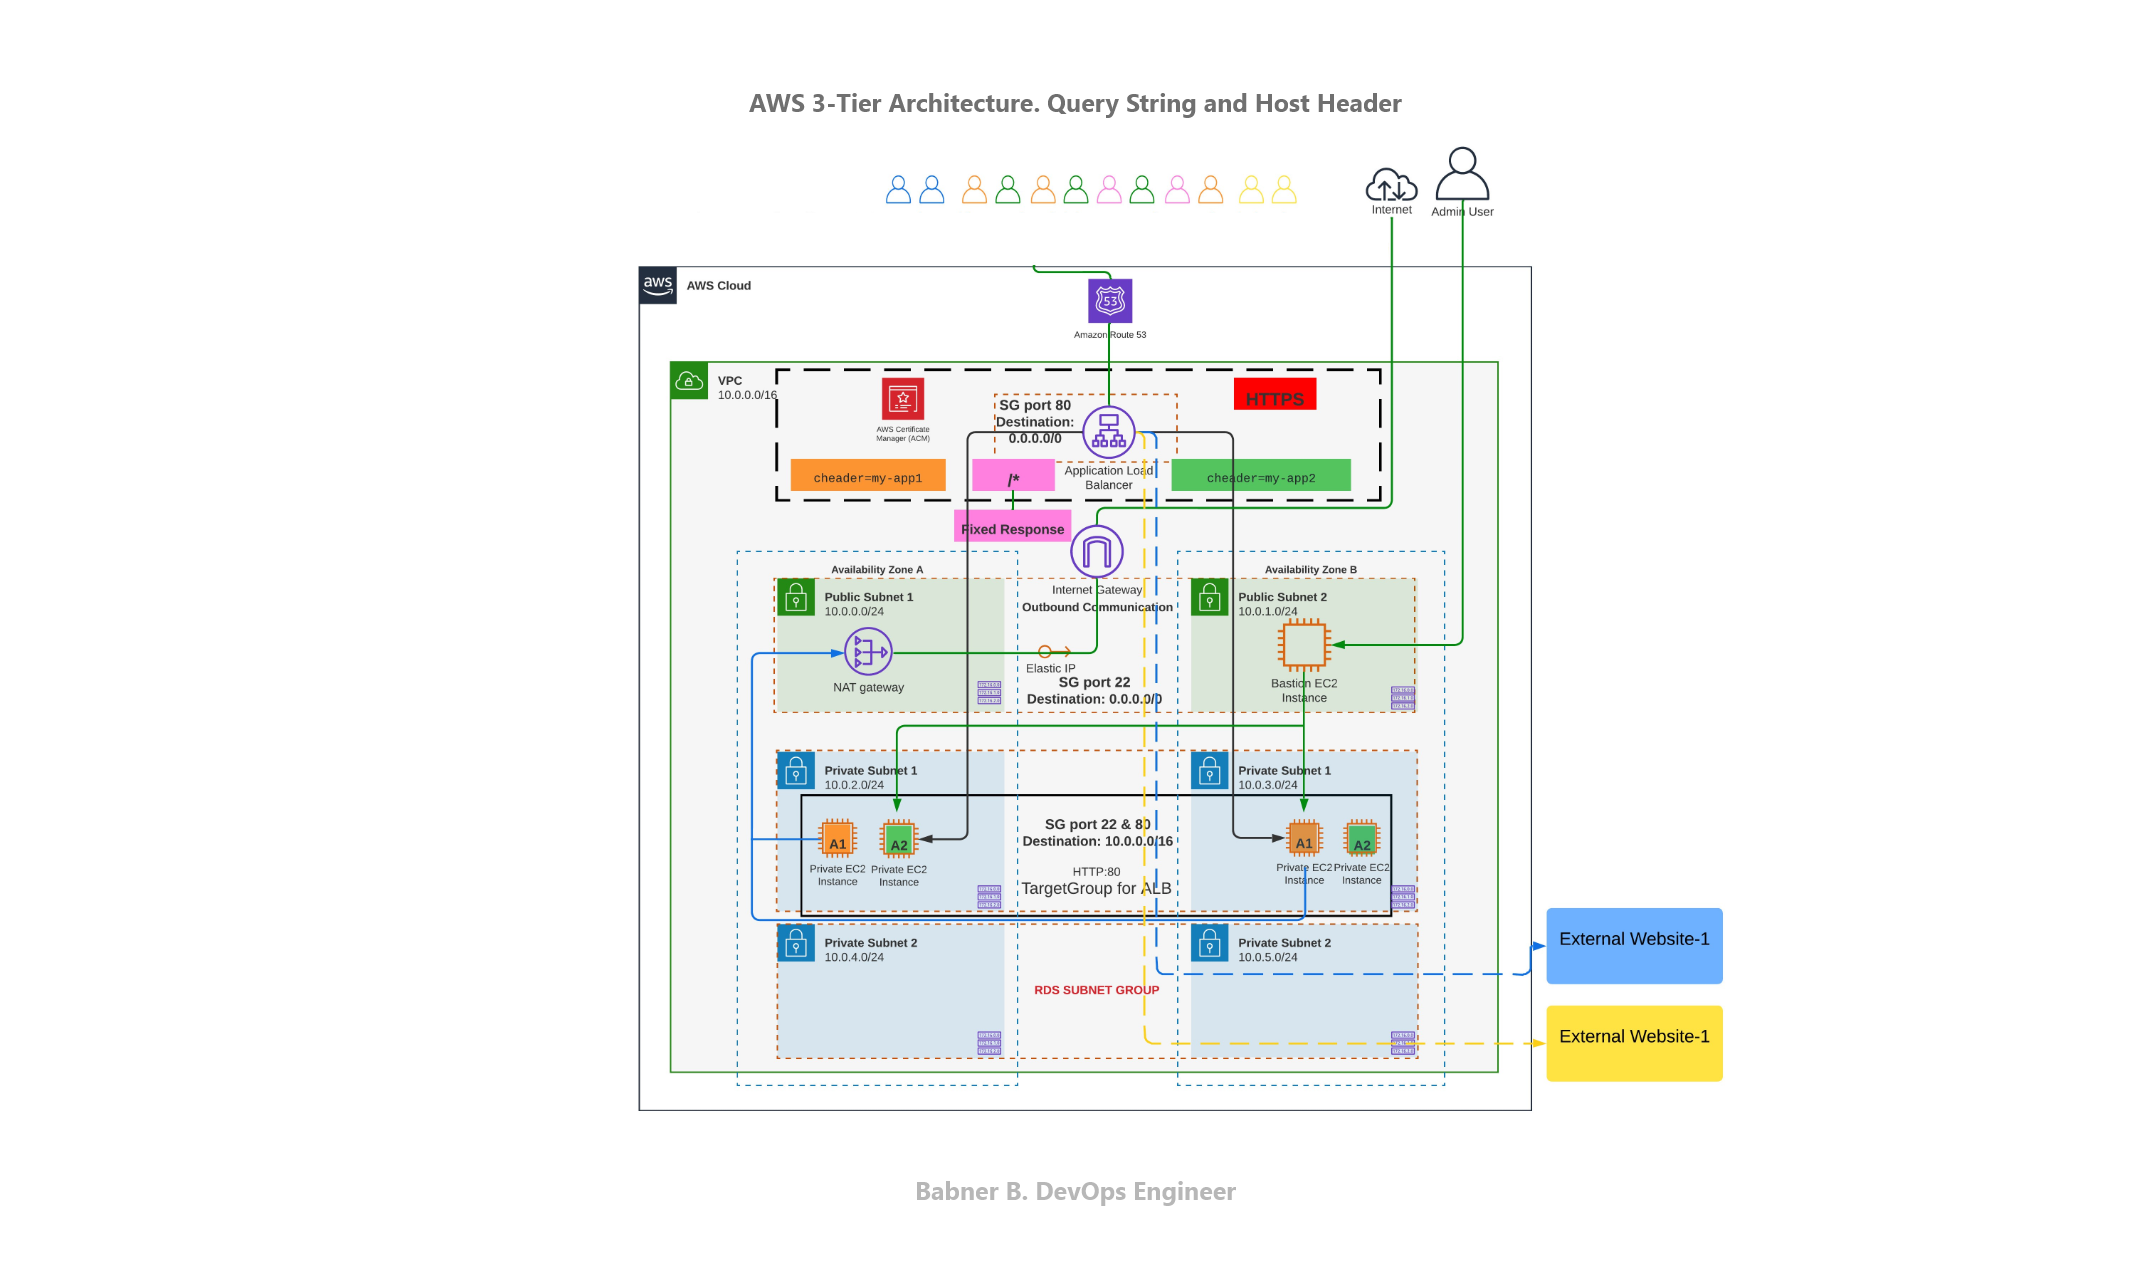 AWS 3-Tier Architecture. Query String and Host Header
Internet
Admin User
aws
AWS Cloud
53
Amazon Route 53
VPC
10.0.0.0/16
AWS Certificate
Manager (ACM)
SG port 80
Destination:
0.0.0.0/0
HTTPS
cheader=my-app1
/*
Application Load
Balancer
cheader=my-app2
Fixed Response
Internet Gateway
Outbound Communication
Availability Zone A
Availability Zone B
Public Subnet 1
10.0.0.0/24
Public Subnet 2
10.0.1.0/24
NAT gateway
Elastic IP
SG port 22
Destination: 0.0.0.0/0
Bastion EC2
Instance
Private Subnet 1
10.0.2.0/24
Private Subnet 1
10.0.3.0/24
A1
Private EC2
Instance
A2
Private EC2
Instance
SG port 22 & 80
Destination: 10.0.0.0/16
HTTP:80
TargetGroup for ALB
A1
Private EC2
Instance
A2
Private EC2
Instance
Private Subnet 2
10.0.4.0/24
Private Subnet 2
10.0.5.0/24
RDS SUBNET GROUP
External Website-1
External Website-1
Babner B. DevOps Engineer